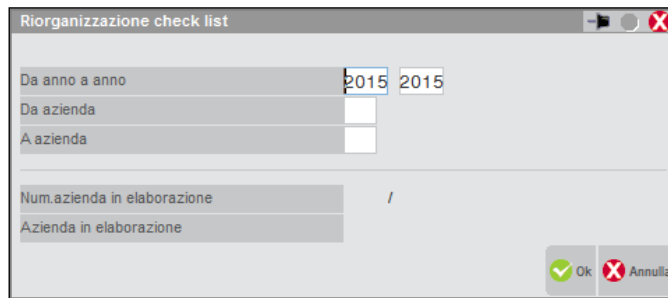 Riorganizzazione check list
Da anno a anno 2015 2015
Da azienda
A azienda
Num.azienda in elaborazione /
Azienda in elaborazione
Ok Annulla